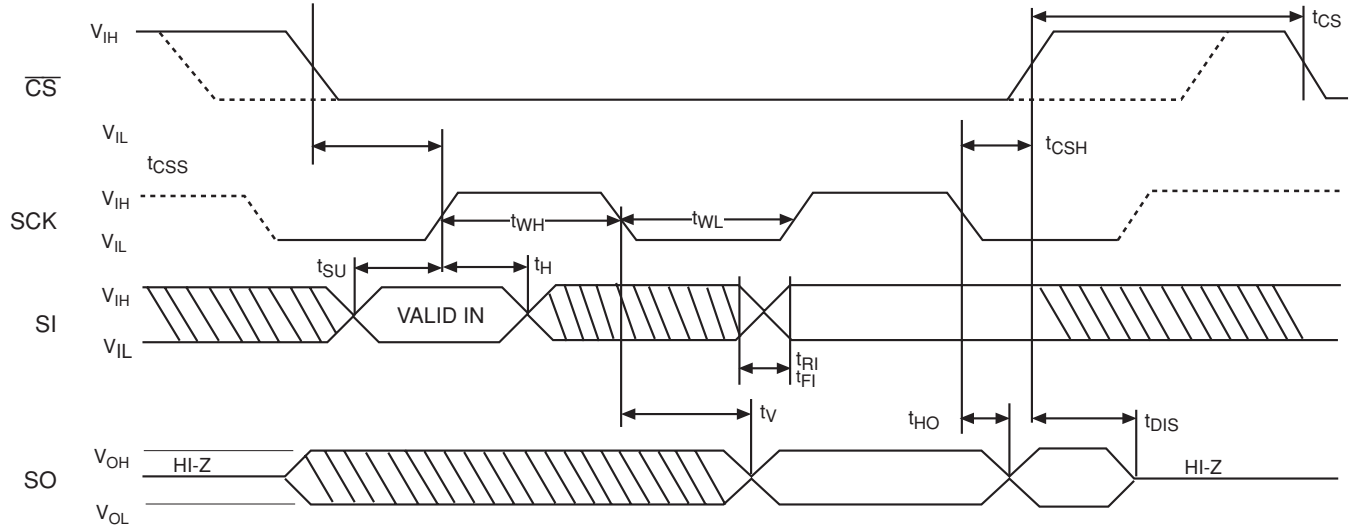 tCS
VIH
CS
VIL
tCSH
tCSS
VIH
SCK
tWH
tWL
VIL
tSU
tH
VIH
SI
VALID IN
VIL
tRI
tFI
tV
tHO
tDIS
VOH
HI-Z
HI-Z
SO
VOL